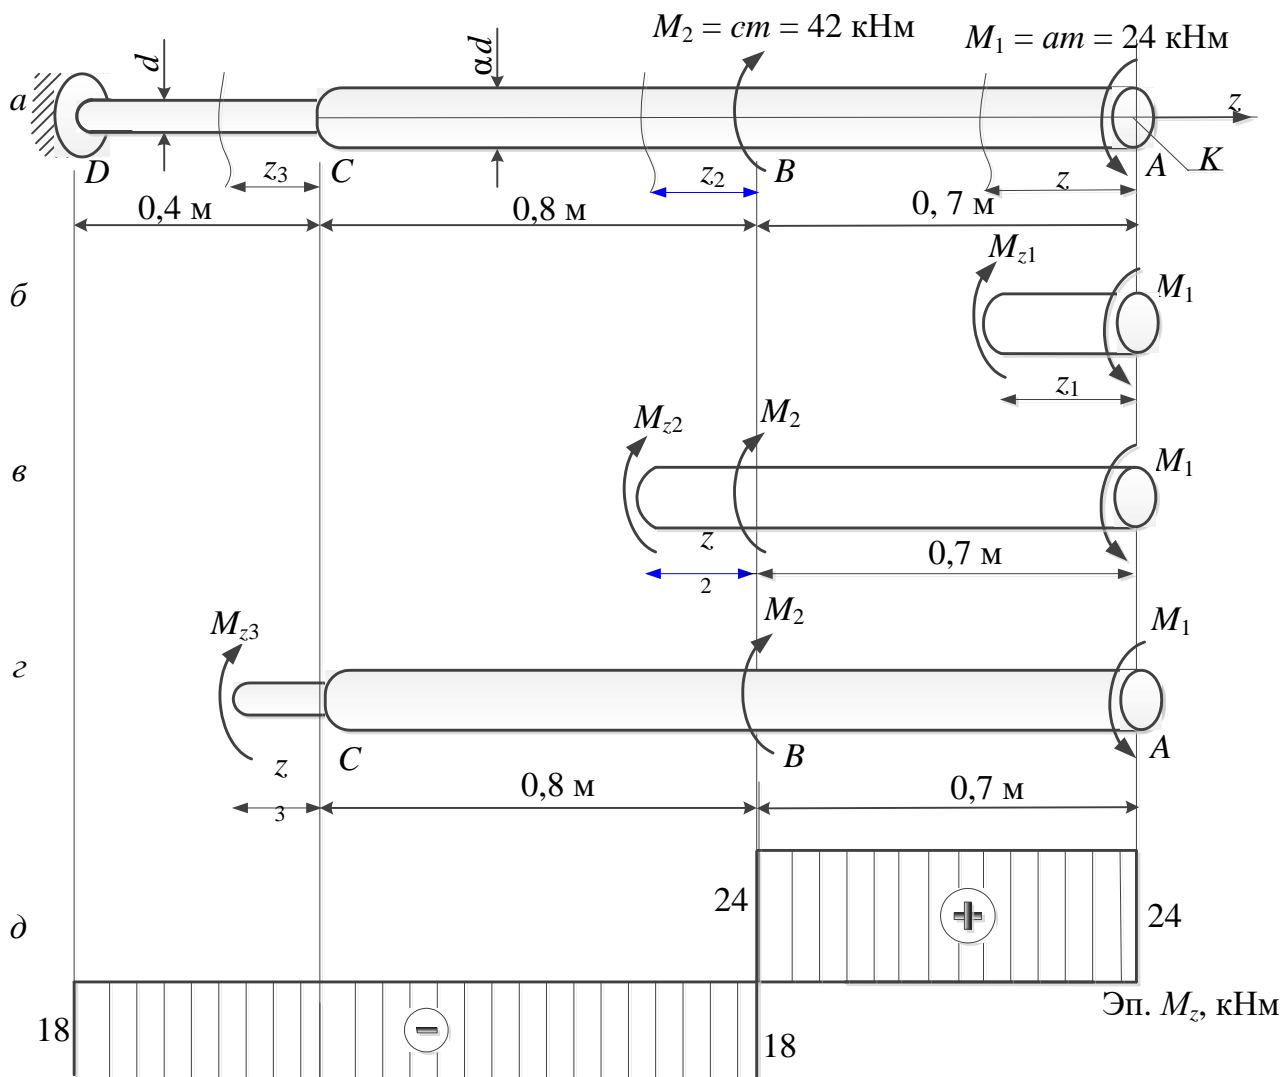 M₂ = cm = 42 кНм
M₁ = am = 24 кНм
d
αd
а
z
D
z₃
C
z₂
B
z
A
K
0,4 м
0,8 м
0, 7 м
M_z1
б
M₁
z₁
M_z2
M₂
в
M₁
z
2
0,7 м
M_z3
M₂
M₁
г
z
3
C
B
A
0,8 м
0,7 м
24
24
д
Эп. M_z, кНм
18
18